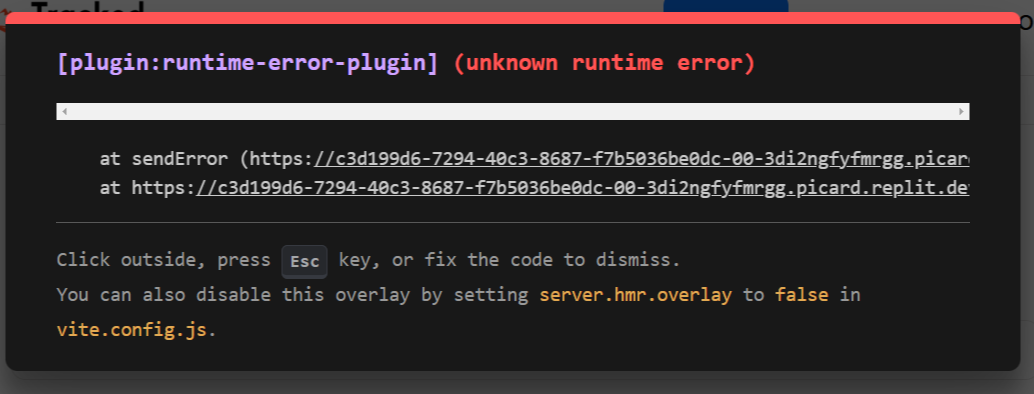 Tracked
[plugin:runtime-error-plugin] (unknown runtime error)
at sendError (https://c3d199d6-7294-40c3-8687-f7b5036be0dc-00-3di2ngfyfmrgg.picar
at https://c3d199d6-7294-40c3-8687-f7b5036be0dc-00-3di2ngfyfmrgg.picard.replit.de
Click outside, press Esc key, or fix the code to dismiss.
You can also disable this overlay by setting server.hmr.overlay to false in
vite.config.js.